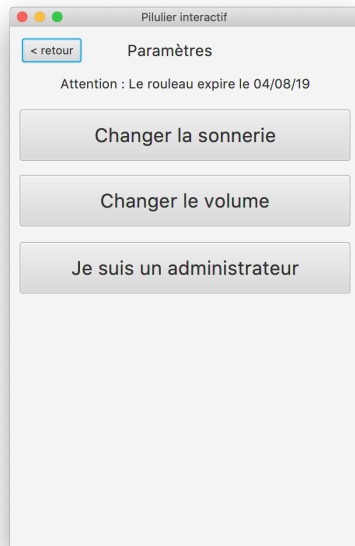 Pilulier interactif
< retour
Paramètres
Attention : Le rouleau expire le 04/08/19
Changer la sonnerie
Changer le volume
Je suis un administrateur